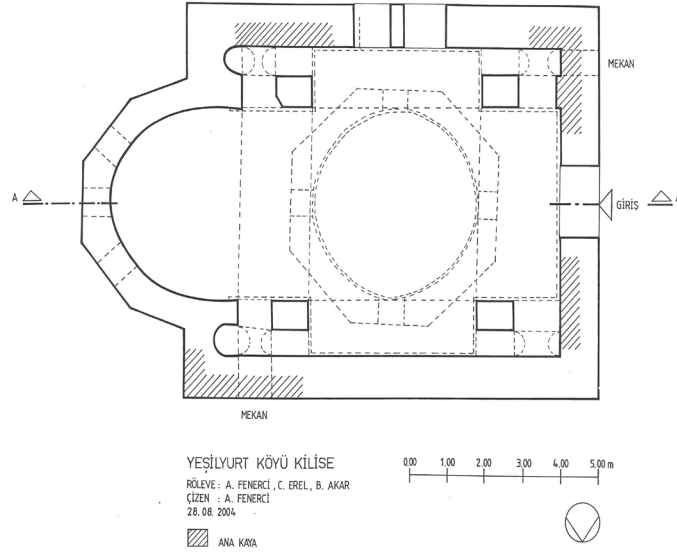 MEKAN
A
GİRİŞ
MEKAN
YEŞİLYURT KÖYÜ KİLİSE
RÖLEVE : A. FENERCİ , C. EREL , B. AKAR
ÇİZEN : A. FENERCİ
28. 08. 2004
ANA KAYA
0.00 1.00 2.00 3.00 4.00 5.00 m